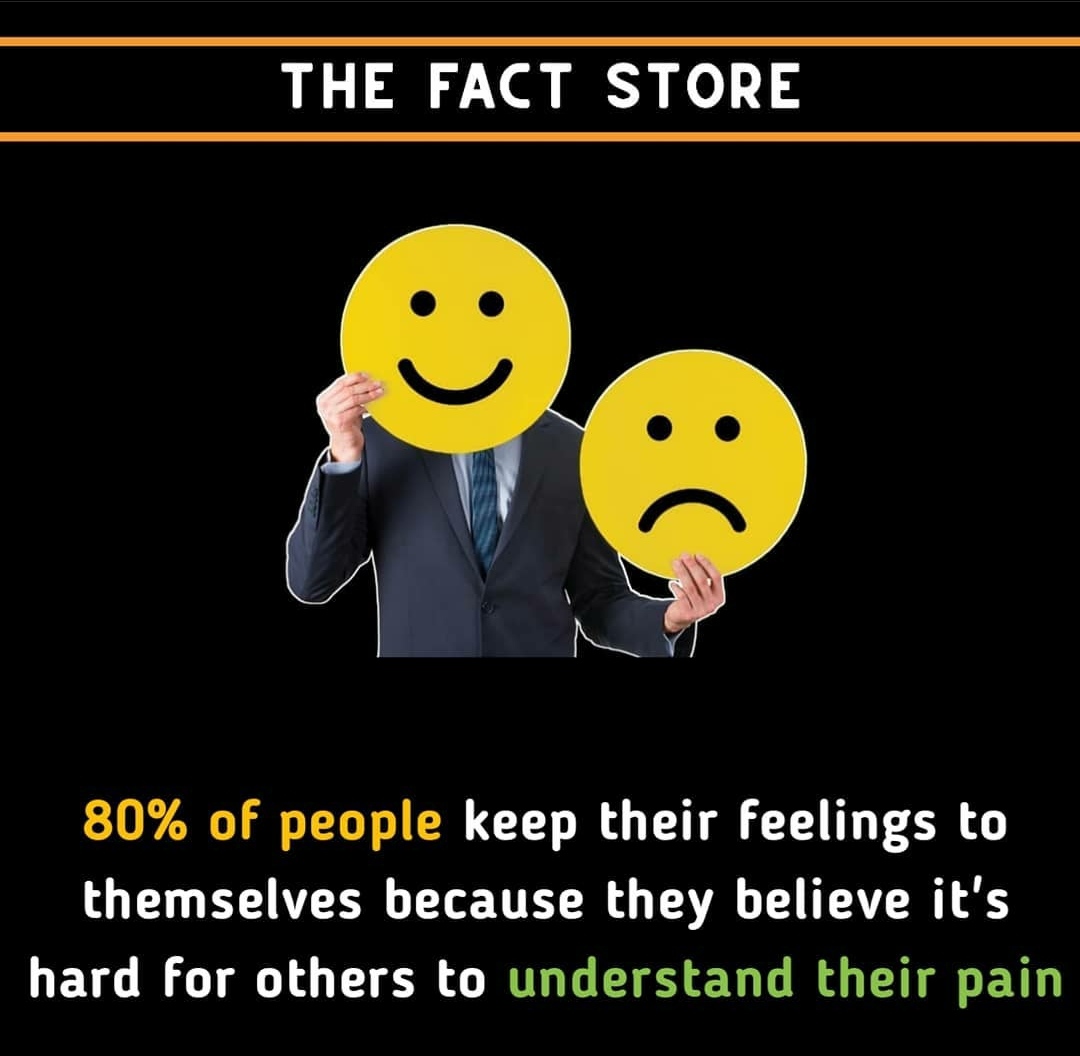 THE FACT STORE
80% of people keep their feelings to
themselves because they believe it's
hard for others to understand their pain